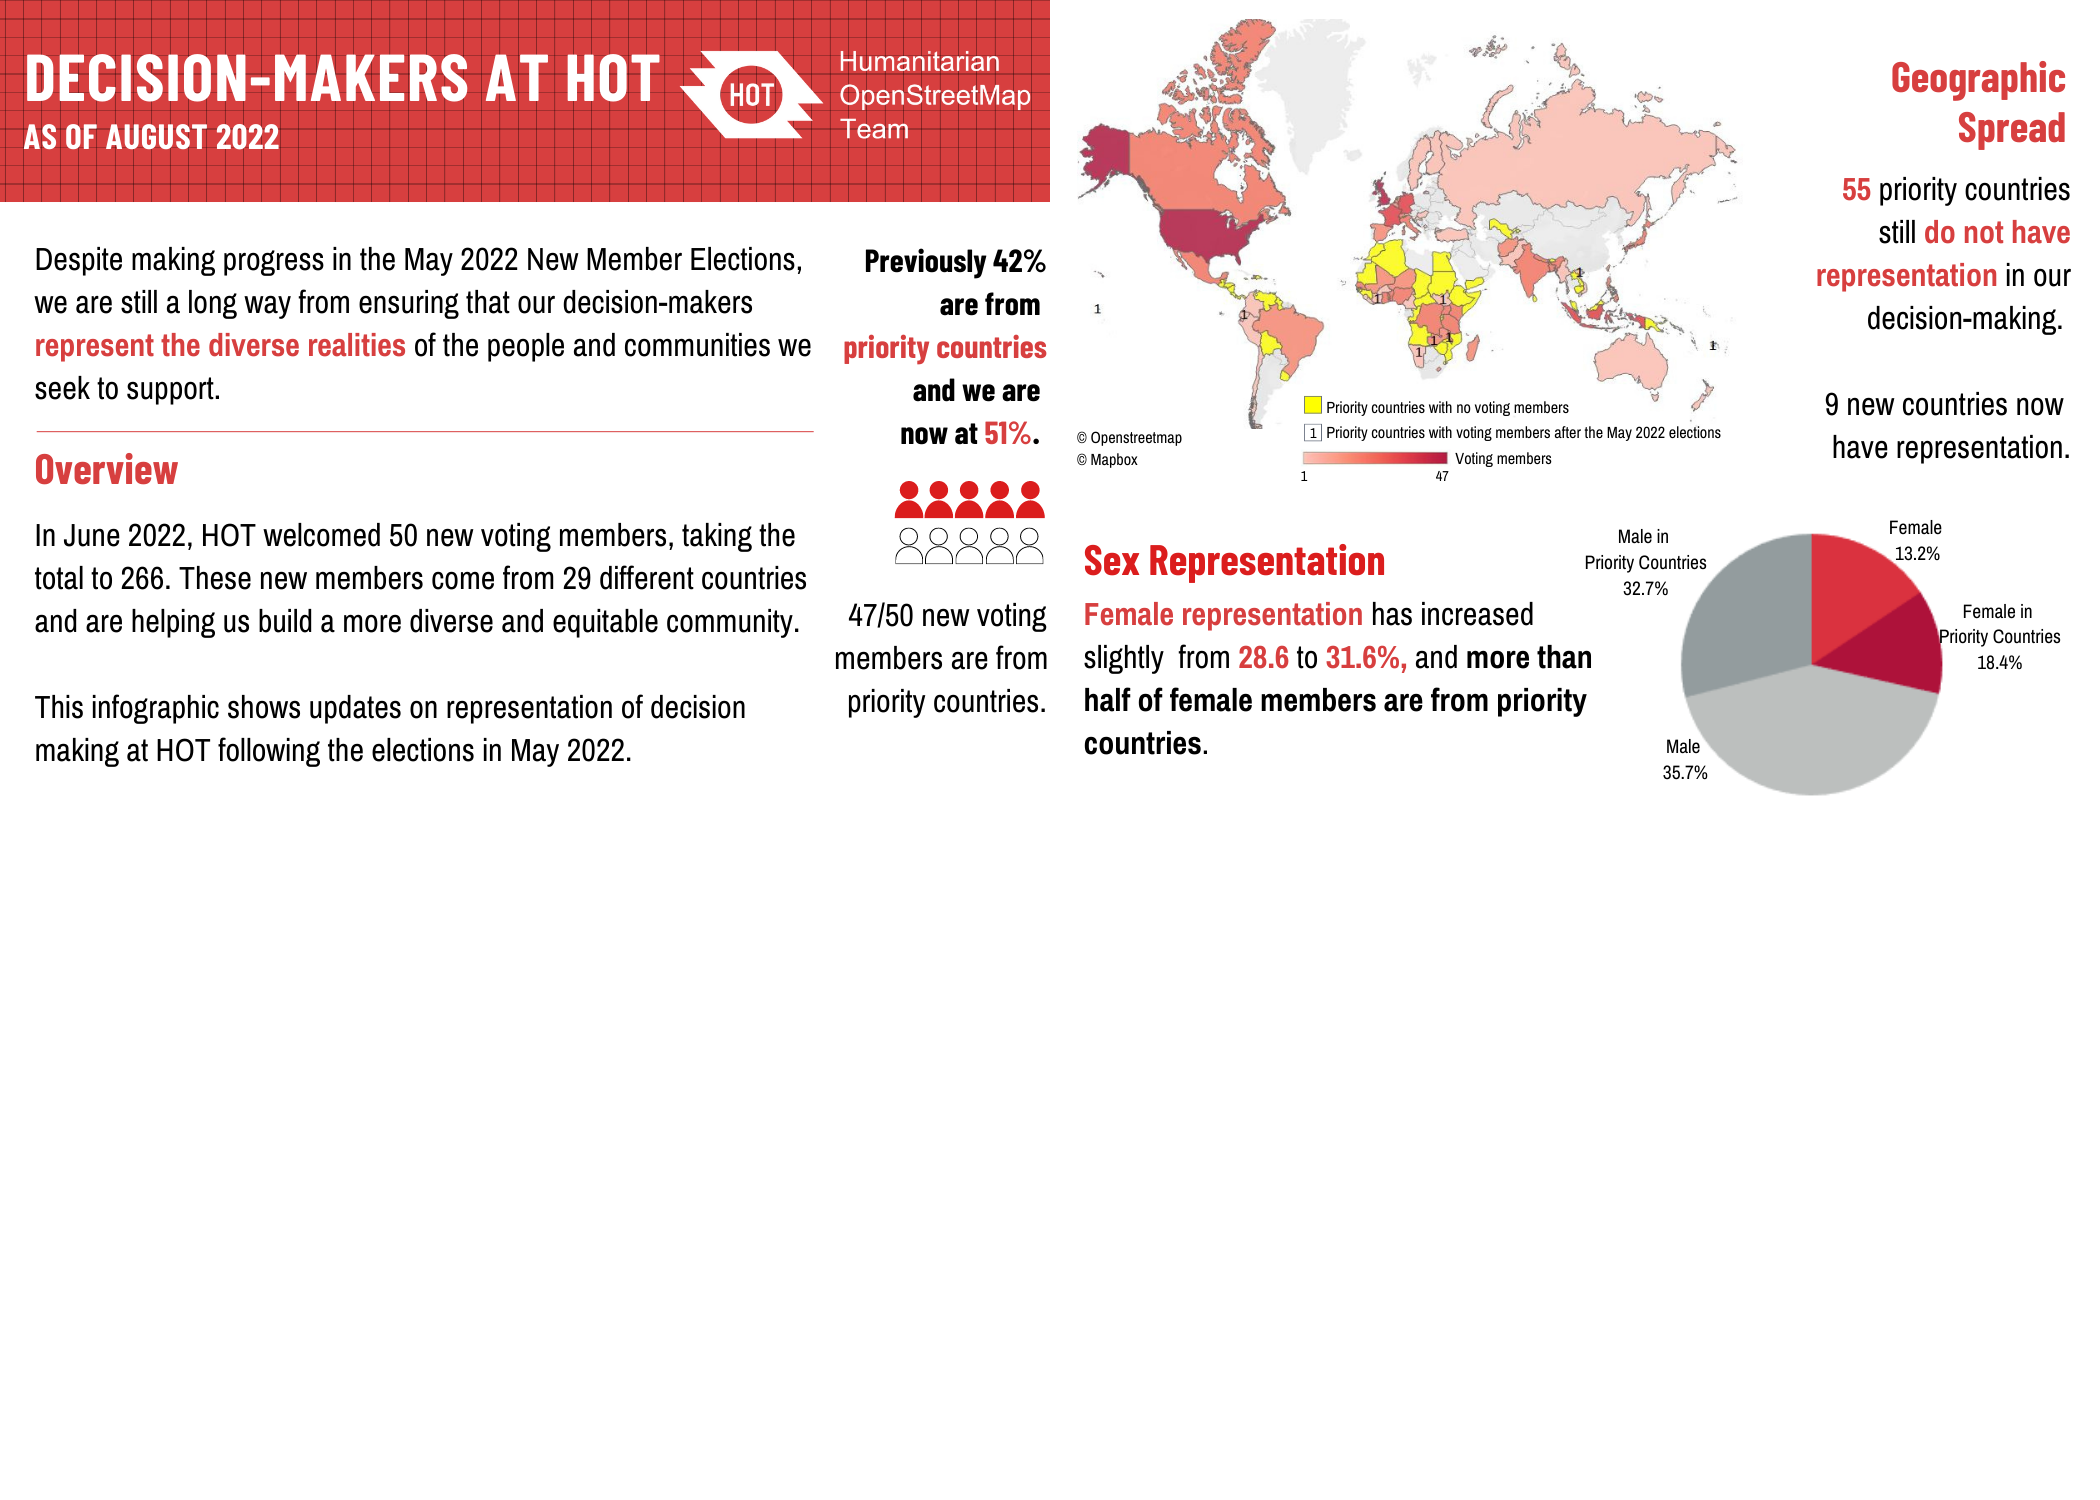 DECISION-MAKERS AT HOT
AS OF AUGUST 2022
HOT
Humanitarian
OpenStreetMap
Team
Despite making progress in the May 2022 New Member Elections,
we are still a long way from ensuring that our decision-makers
represent the diverse realities of the people and communities we
seek to support.
Overview
In June 2022, HOT welcomed 50 new voting members, taking the
total to 266. These new members come from 29 different countries
and are helping us build a more diverse and equitable community.
This infographic shows updates on representation of decision
making at HOT following the elections in May 2022.
Previously 42%
are from
priority countries
and we are
now at 51%.
47/50 new voting
members are from
priority countries.
1
1
1
1
1
1
1
1
1
Priority countries with no voting members
1 Priority countries with voting members after the May 2022 elections
Voting members
1 47
© Openstreetmap
© Mapbox
Geographic
Spread
55 priority countries
still do not have
representation in our
decision-making.
9 new countries now
have representation.
Sex Representation
Female representation has increased
slightly from 28.6 to 31.6%, and more than
half of female members are from priority
countries.
Male in
Priority Countries
32.7%
Female
13.2%
Female in
Priority Countries
18.4%
Male
35.7%